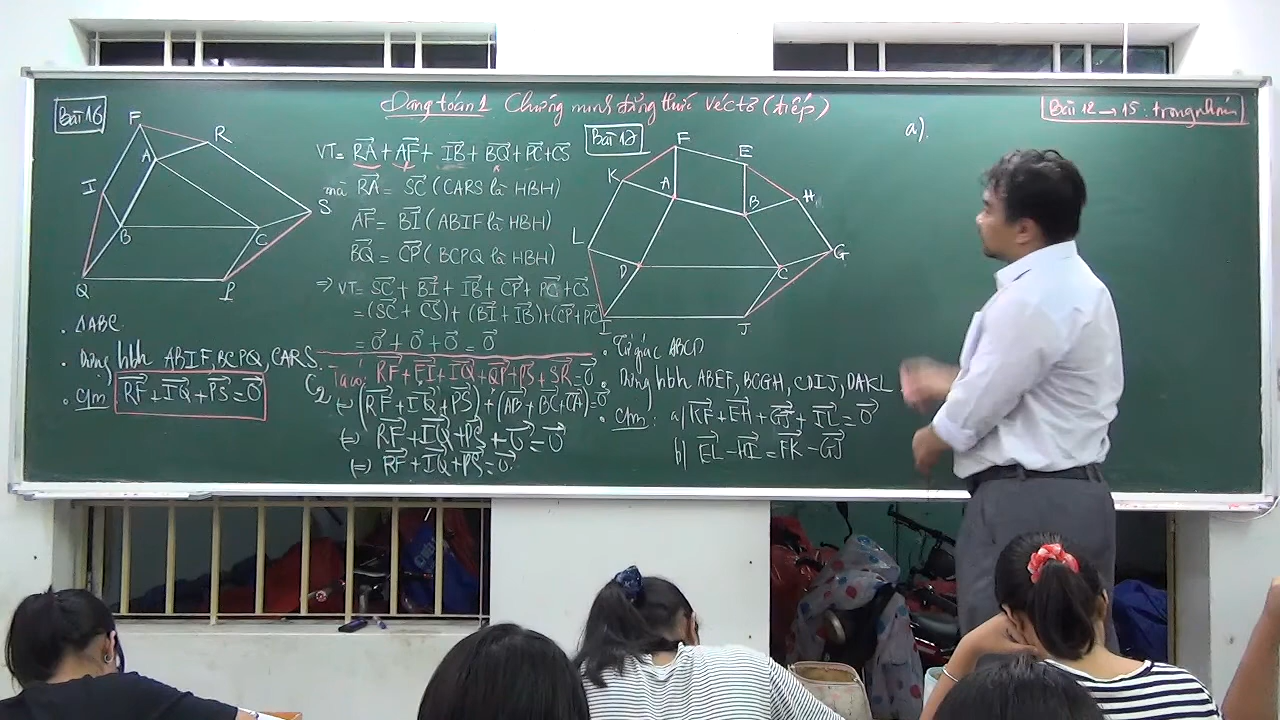 Dạng toán 1 Chứng minh đẳng thức véctơ (tiếp)
Bài 12 → 15 :
Bài 16
F
R
A
I
S
B
C
Q
P
. ΔABC
. Dựng hbh ABIF, BCPQ, CARS.
. C/m: RF + IQ + PS = 0
VT = RA + AF + IB + BQ + PC + CS
mà RA = SC (CARS là HBH)
AF = BI (ABIF là HBH)
BQ = CP (BCPQ là HBH)
⇒ VT = SC + BI + IB + CP + PC + CS
= (SC + CS) + (BI + IB) + (CP + PC)
= 0 + 0 + 0 = 0
C2 Ta có: RF + FI + IQ + QP + PS + SR = 0
⇔ (RF + IQ + PS) + (AB + BC + CA) = 0
⇔ RF + IQ + PS + 0 = 0
⇔ RF + IQ + PS = 0.
Bài 17
F
E
K
A
H
B
L
G
D
C
I
J
. Tứ giác ABCD
. Dựng hbh ABEF, BCGH, CDIJ, DAKL
. C/m: a) KF + EH + GJ + IL = 0
b) EL - HI = FK - GJ
a).